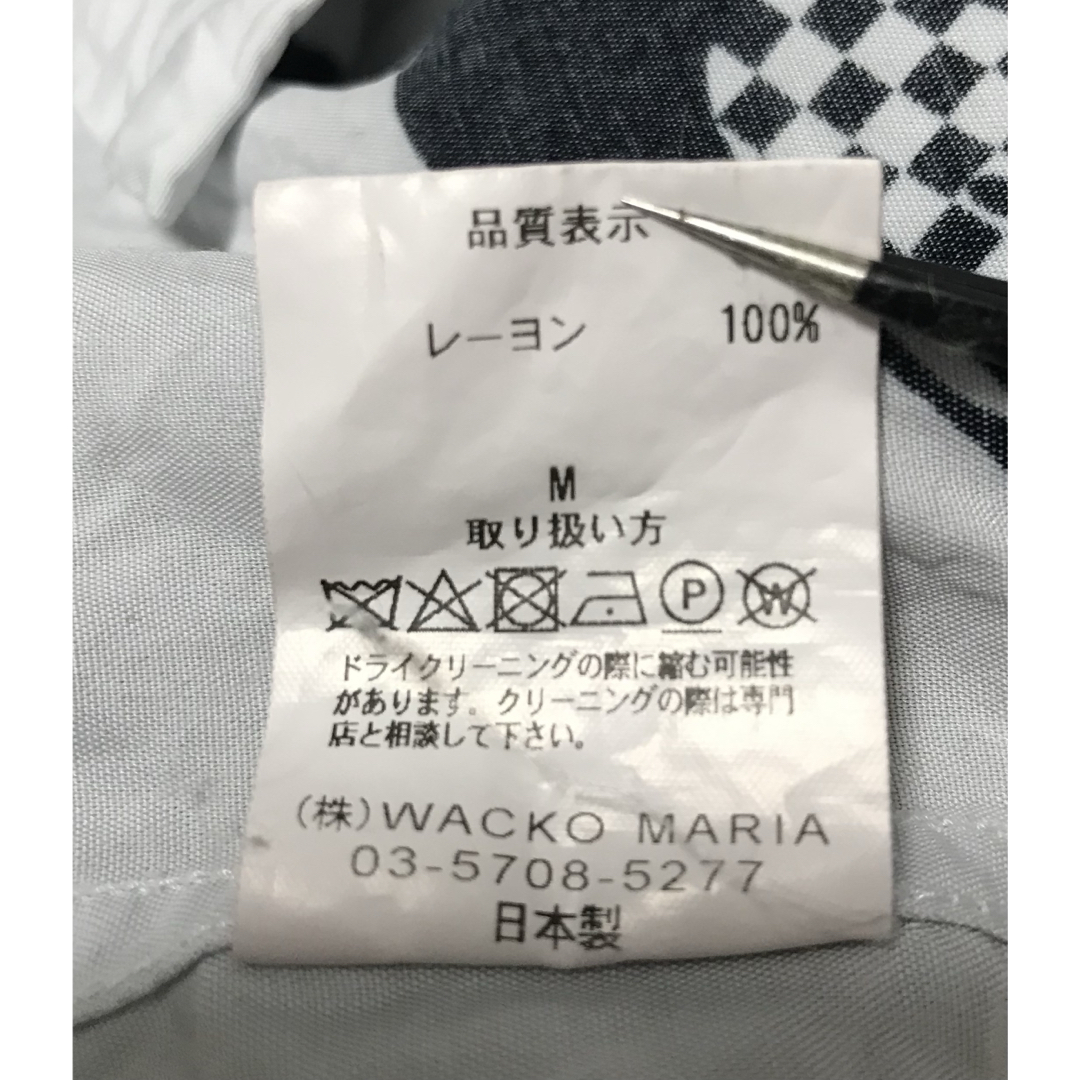 品質表示
レーヨン 100%
M
取り扱い方
P W
ドライクリーニングの際に縮む可能性
があります。クリーニングの際は専門
店と相談して下さい。
(株)WACKO MARIA
03-5708-5277
日本製